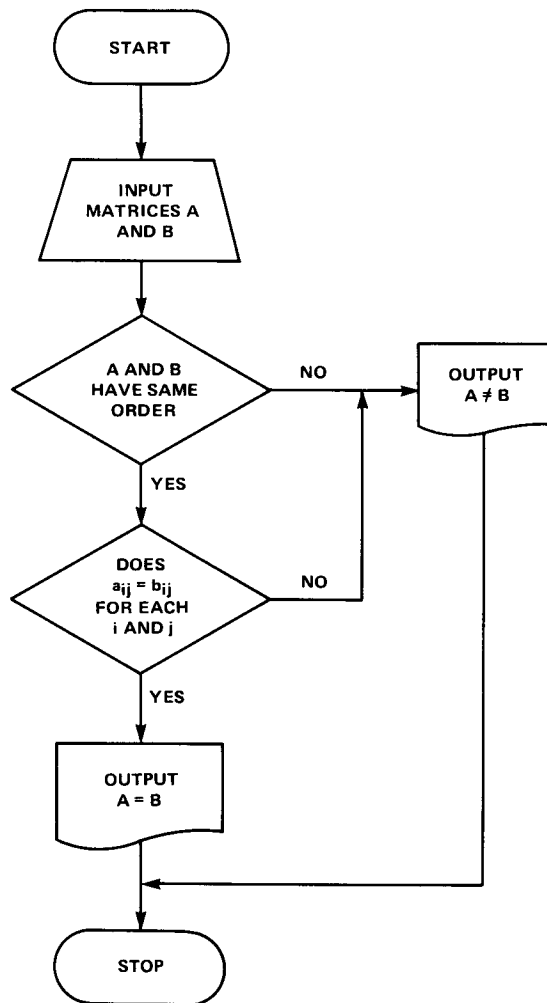 START
INPUT
MATRICES A
AND B
A AND B
HAVE SAME
ORDER
NO
OUTPUT
A ≠ B
YES
DOES
aij = bij
FOR EACH
i AND j
NO
YES
OUTPUT
A = B
STOP